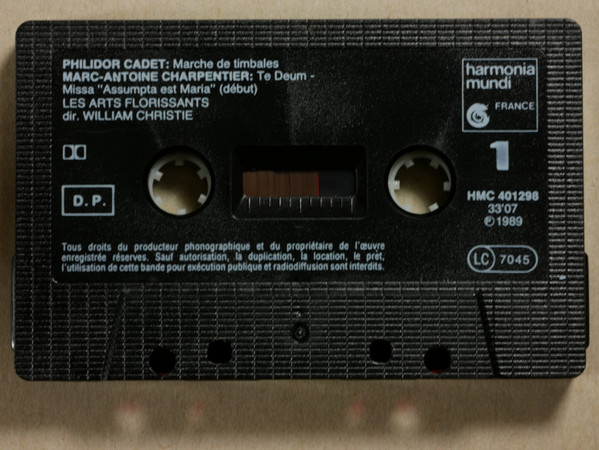 PHILIDOR CADET: Marche de timbales
MARC-ANTOINE CHARPENTIER: Te Deum -
Missa "Assumpta est Maria" (début)
LES ARTS FLORISSANTS
dir. WILLIAM CHRISTIE
harmonia
mundi
FRANCE
1
D.P.
HMC 401298
33'07
℗ 1989
Tous droits du producteur phonographique et du propriétaire de l'œuvre
enregistrée réservés. Sauf autorisation, la duplication, la location, le prêt,
l'utilisation de cette bande pour exécution publique et radiodiffusion sont interdits.
LC 7045